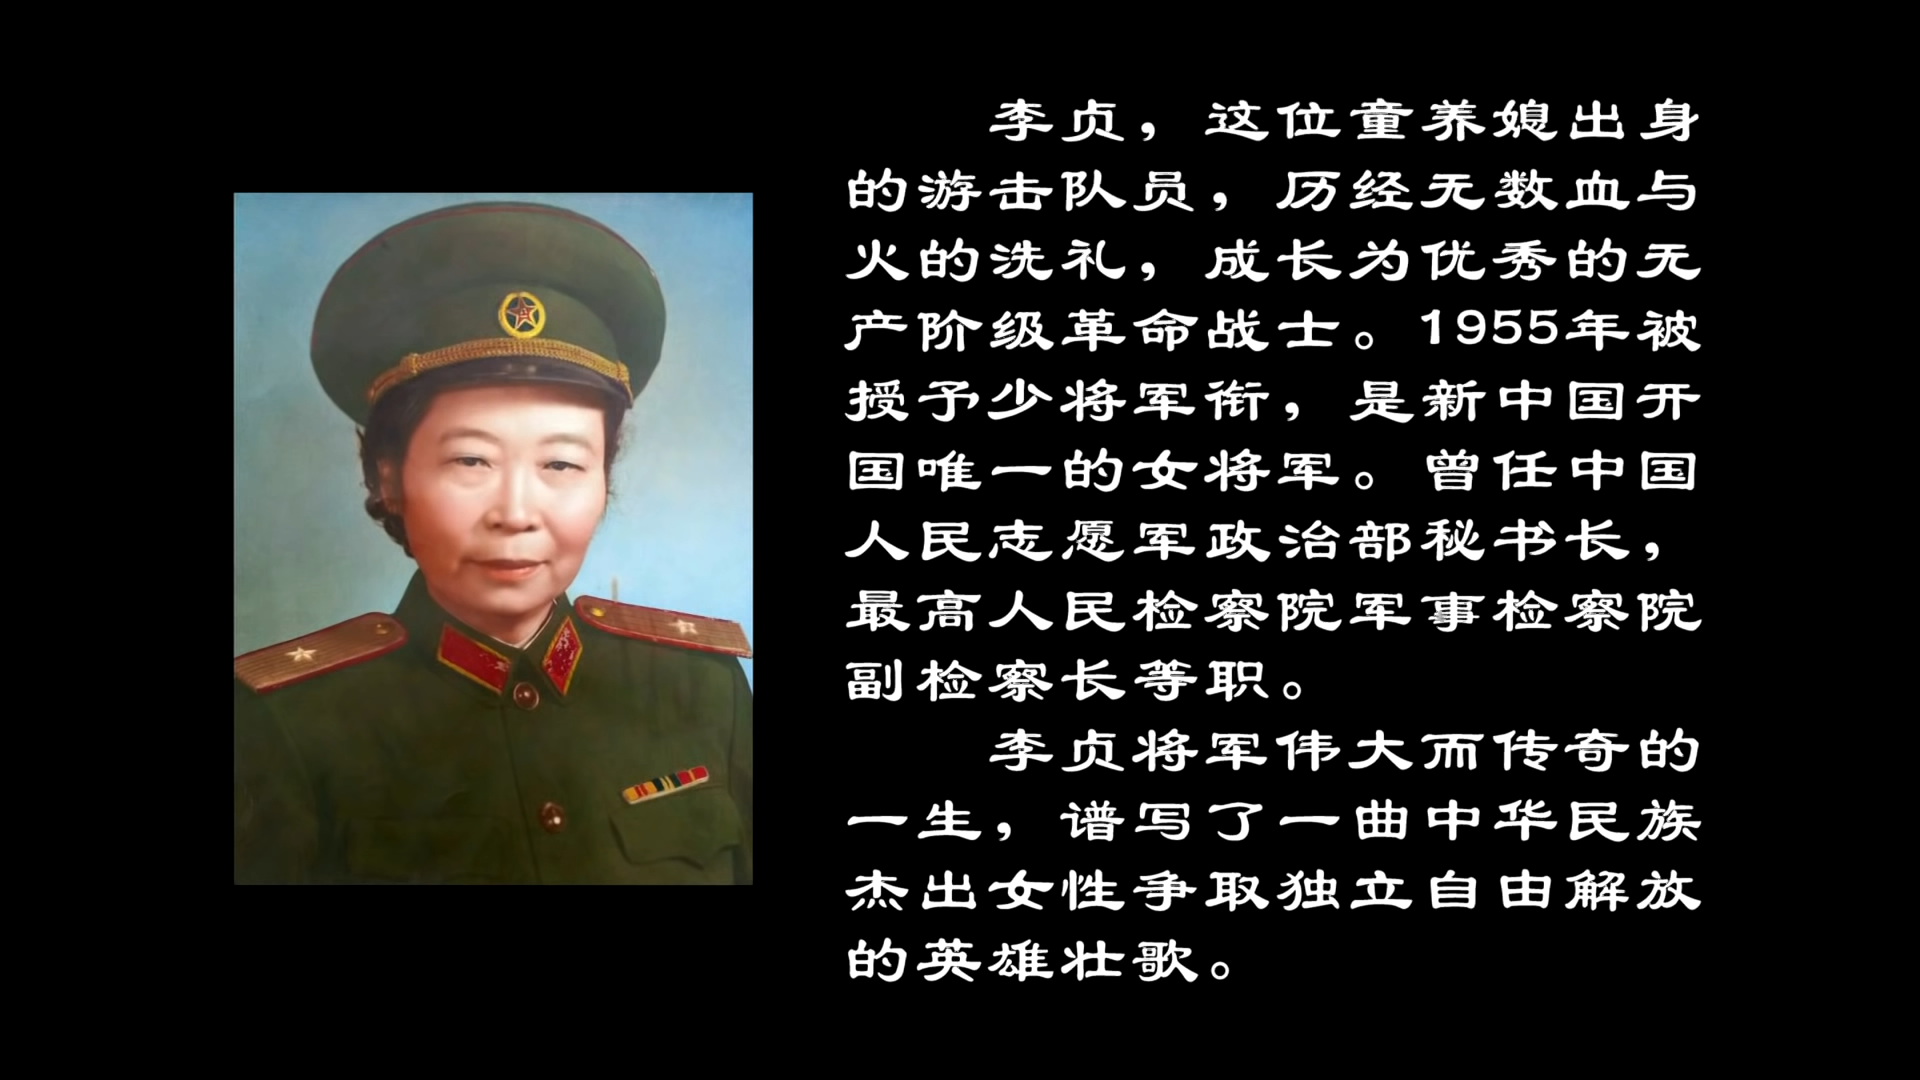 李贞，这位童养媳出身
的游击队员，历经无数血与
火的洗礼，成长为优秀的无
产阶级革命战士。1955年被
授予少将军衔，是新中国开
国唯一的女将军。曾任中国
人民志愿军政治部秘书长，
最高人民检察院军事检察院
副检察长等职。
李贞将军伟大而传奇的
一生，谱写了一曲中华民族
杰出女性争取独立自由解放
的英雄壮歌。